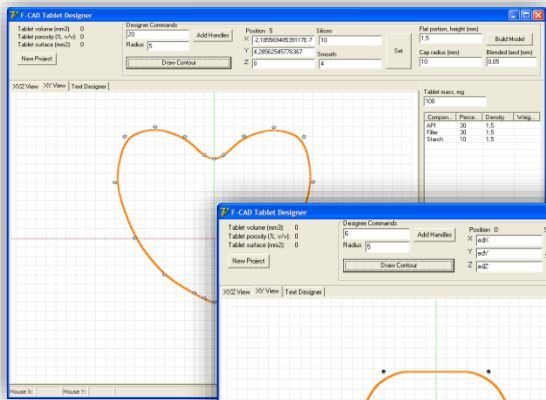 F-CAD Tablet Designer
Tablet volume (mm3): 0
Tablet porosity (%, v/v): 0
Tablet surface (mm2): 0
New Project
Designer Commands
20
Add Handles
Radius 5
Draw Contour
Position 5
X -2,18556948539117E-7
Y 4,28562545776367
Z 0
Silices
10
Smooth
4
Set
Flat portion, height (mm)
1,5
Build Model
Cap radius (mm)
10
Blended land (mm)
0,05
XYZ View XY View Text Designer
Tablet mass, mg
100
Compon... Perce... Density Weig...
API 30 1,5
Filler 30 1,5
Starch 10 1,5
Mouse X: Mouse Y:
F-CAD Tablet Designer
Tablet volume (mm3): 0
Tablet porosity (%, v/v): 0
Tablet surface (mm2): 0
New Project
Designer Commands
6
Add Handles
Radius 5
Draw Contour
Position 0
X edX
Y edY
Z edZ
XYZ View XY View Text Designer